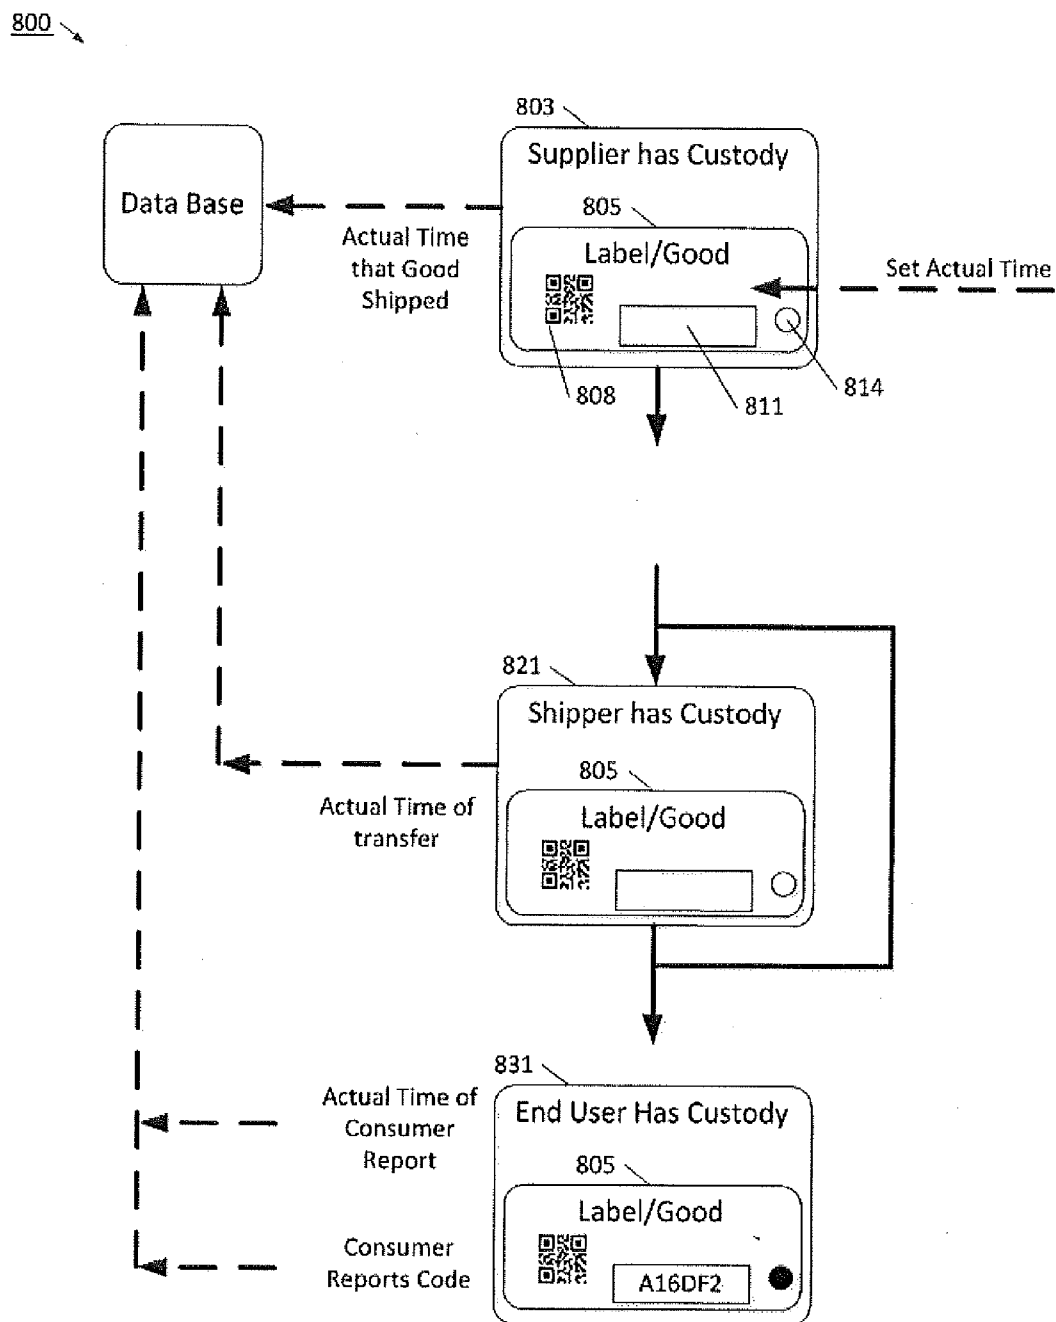 800
803
Supplier has Custody
Data Base
805
Label/Good
Actual Time
that Good
Shipped
Set Actual Time
808
811
814
821
Shipper has Custody
805
Label/Good
Actual Time of
transfer
831
End User Has Custody
Actual Time of
Consumer
Report
805
Label/Good
Consumer
Reports Code
A16DF2